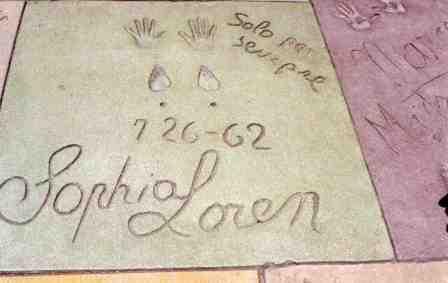 Solo per
sempre
7 26-62
Sophia Loren